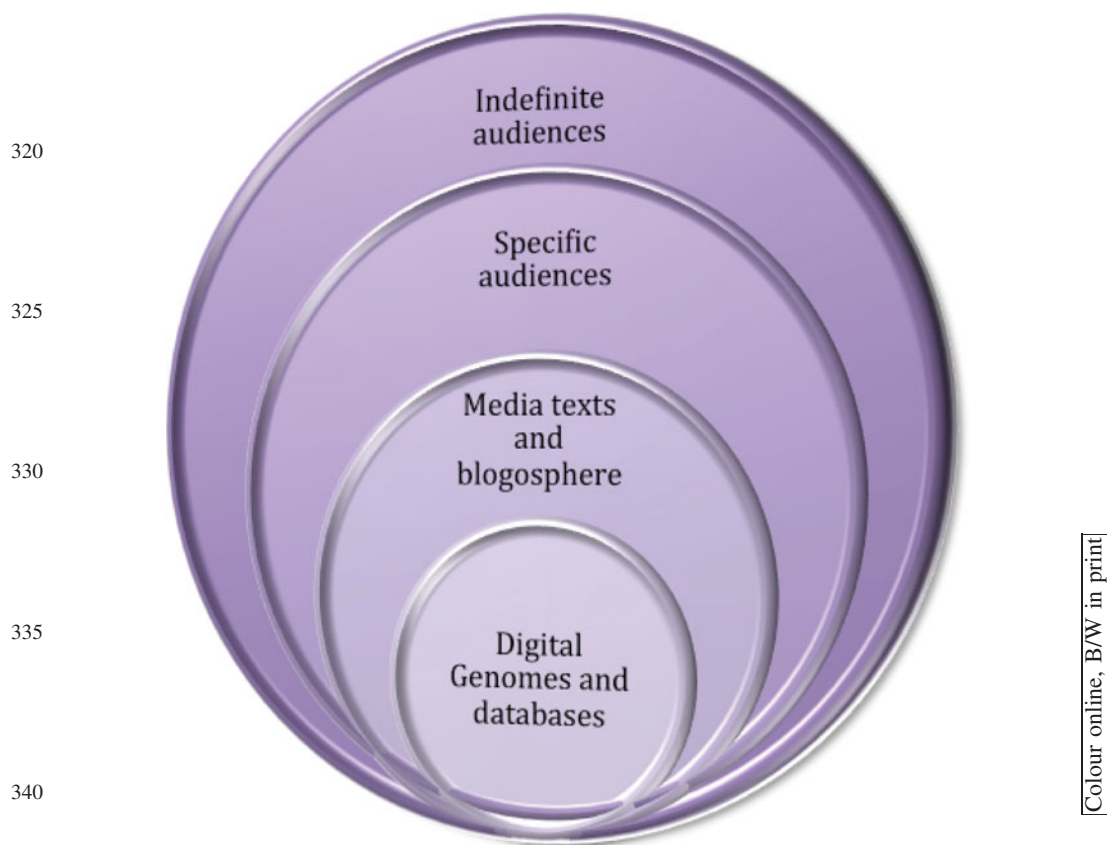 Indefinite
audiences
320
Specific
audiences
325
Media texts
and
blogosphere
330
Digital
Genomes and
databases
335
340
Colour online, B/W in print